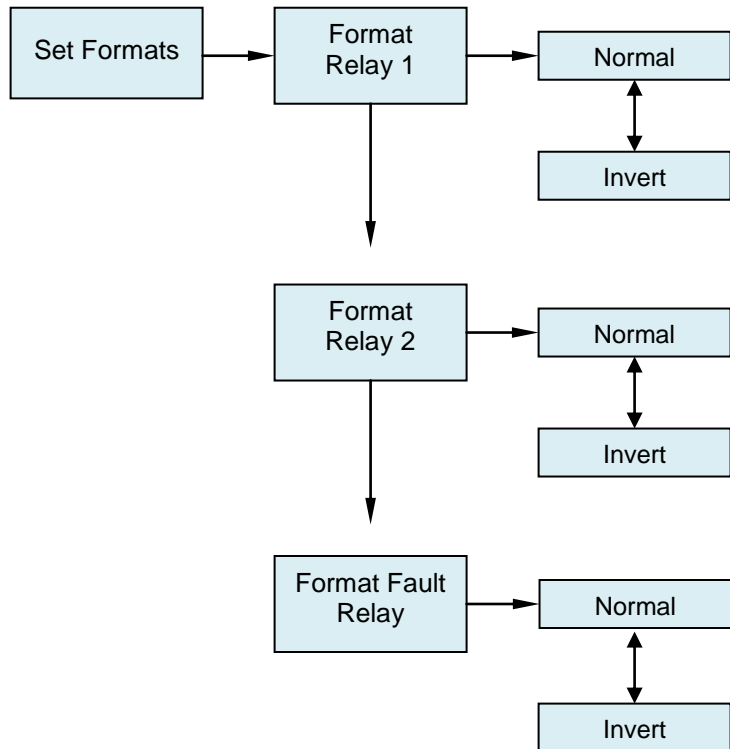 Set Formats
Format
Relay 1
Normal
Invert
Format
Relay 2
Normal
Invert
Format Fault
Relay
Normal
Invert